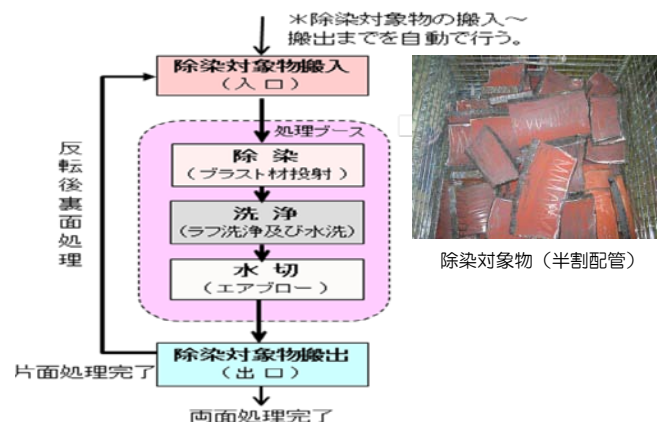 ＊除染対象物の搬入～
搬出までを自動で行う。
除染対象物搬入
（入口）
処理ブース
除 染
（ブラスト材投射）
洗 浄
（ラフ洗浄及び水洗）
水 切
（エアブロー）
反転後裏面処理
除染対象物搬出
（出口）
片面処理完了
両面処理完了
除染対象物（半割配管）